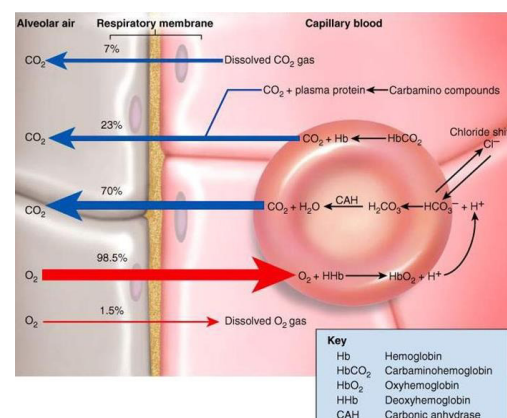 Alveolar air Respiratory membrane Capillary blood
7%
CO₂ Dissolved CO₂ gas
CO₂ + plasma protein Carbamino compounds
23%
Chloride shi
CO₂ CO₂ + Hb HbCO₂ Cl⁻
70%
CO₂ CO₂ + H₂O CAH H₂CO₃ HCO₃⁻ + H⁺
98.5%
O₂ O₂ + HHb HbO₂ + H⁺
1.5%
O₂ Dissolved O₂ gas
Key
Hb Hemoglobin
HbCO₂ Carbaminohemoglobin
HbO₂ Oxyhemoglobin
HHb Deoxyhemoglobin
CAH Carbonic anhydrase